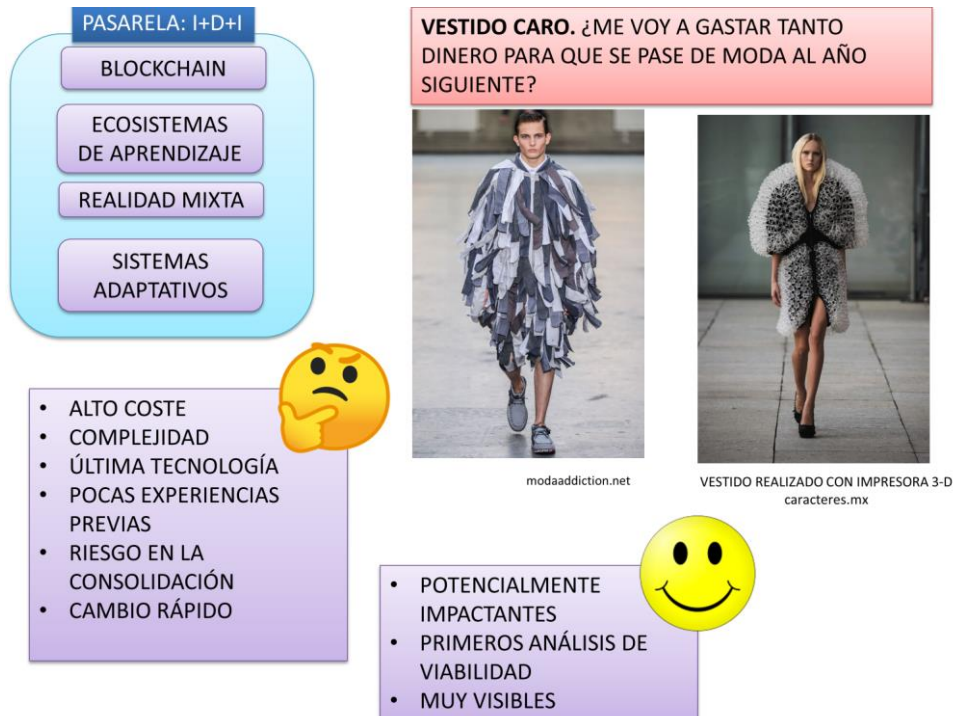 PASARELA: I+D+I
BLOCKCHAIN
ECOSISTEMAS
DE APRENDIZAJE
REALIDAD MIXTA
SISTEMAS
ADAPTATIVOS
VESTIDO CARO. ¿ME VOY A GASTAR TANTO
DINERO PARA QUE SE PASE DE MODA AL AÑO
SIGUIENTE?
modaaddiction.net
VESTIDO REALIZADO CON IMPRESORA 3-D
caracteres.mx
• ALTO COSTE
• COMPLEJIDAD
• ÚLTIMA TECNOLOGÍA
• POCAS EXPERIENCIAS
PREVIAS
• RIESGO EN LA
CONSOLIDACIÓN
• CAMBIO RÁPIDO
• POTENCIALMENTE
IMPACTANTES
• PRIMEROS ANÁLISIS DE
VIABILIDAD
• MUY VISIBLES